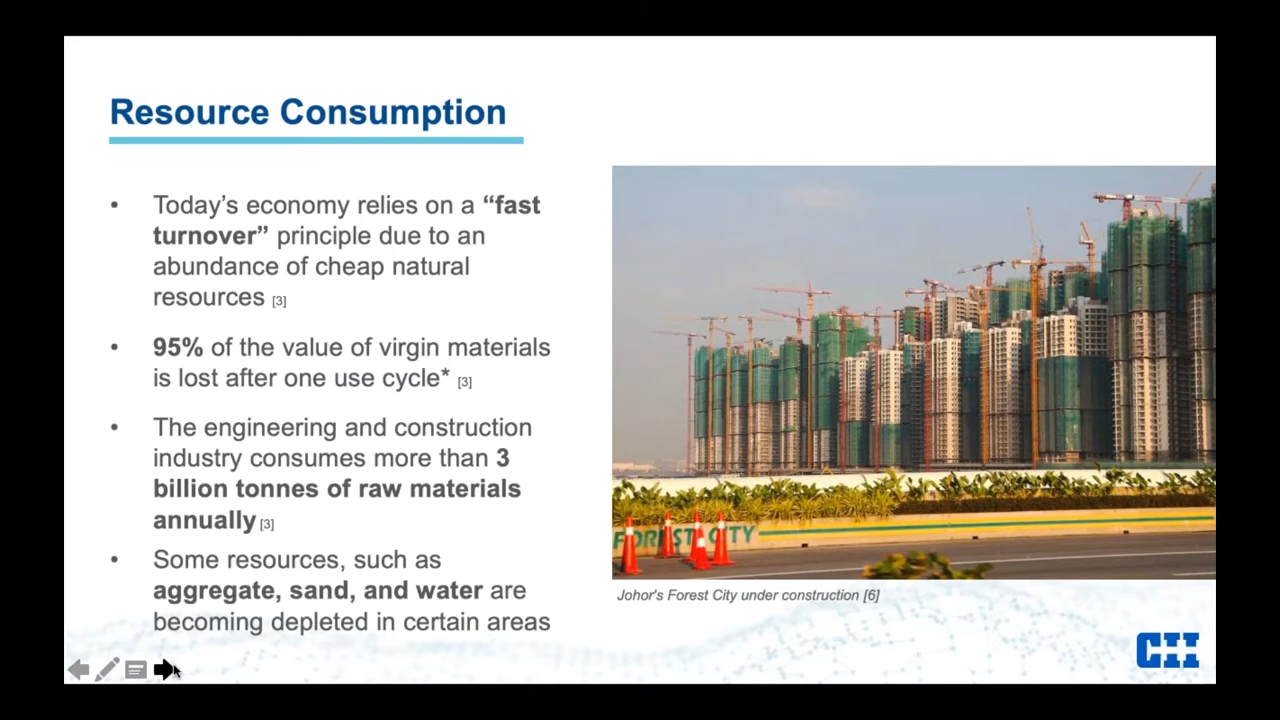 Resource Consumption
• Today’s economy relies on a “fast
turnover” principle due to an
abundance of cheap natural
resources [3]
• 95% of the value of virgin materials
is lost after one use cycle* [3]
• The engineering and construction
industry consumes more than 3
billion tonnes of raw materials
annually [3]
• Some resources, such as
aggregate, sand, and water are
becoming depleted in certain areas
FOREST CITY
Johor's Forest City under construction [6]
CII